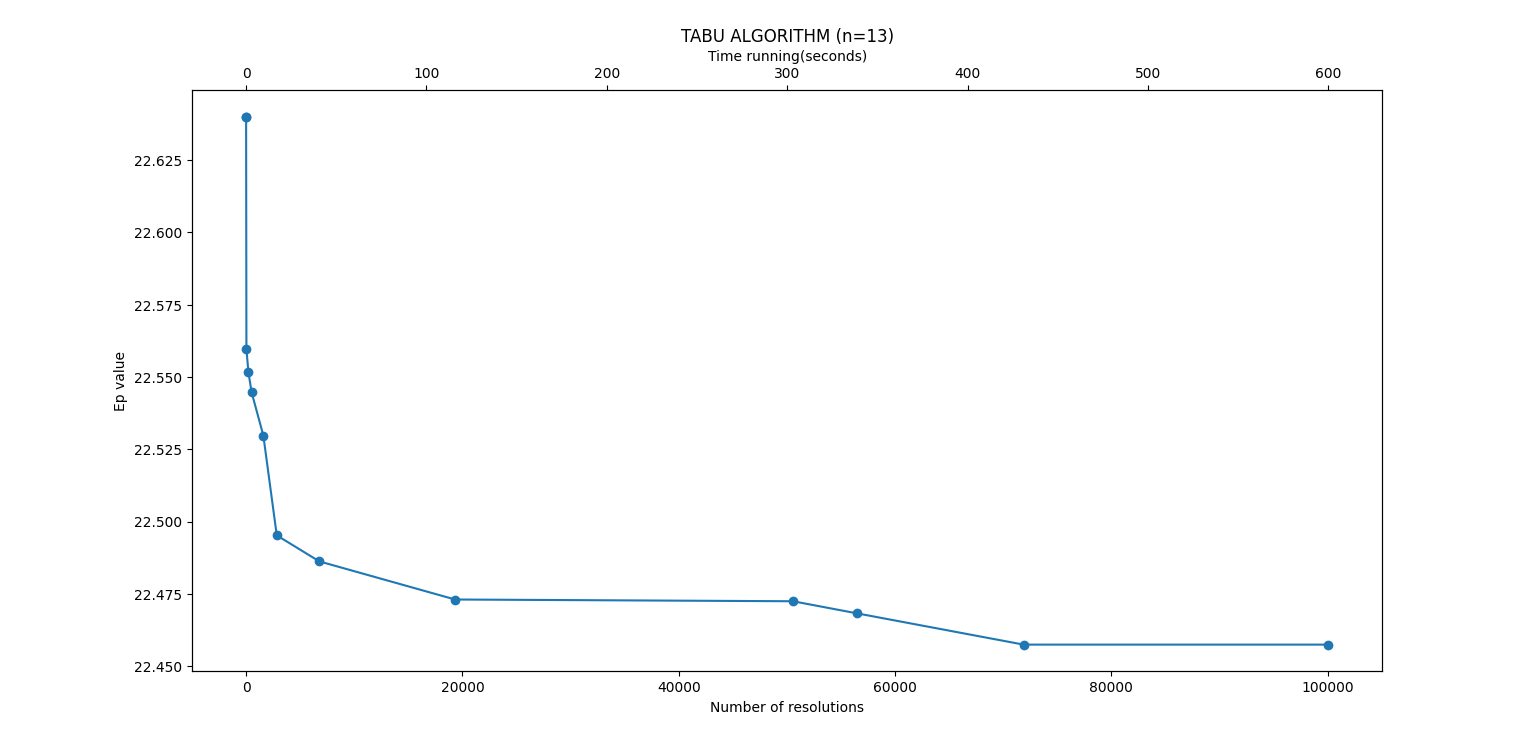 TABU ALGORITHM (n=13)
Time running(seconds)
0 100 200 300 400 500 600
22.625
22.600
22.575
22.550
22.525
22.500
22.475
22.450
Ep value
0 20000 40000 60000 80000 100000
Number of resolutions